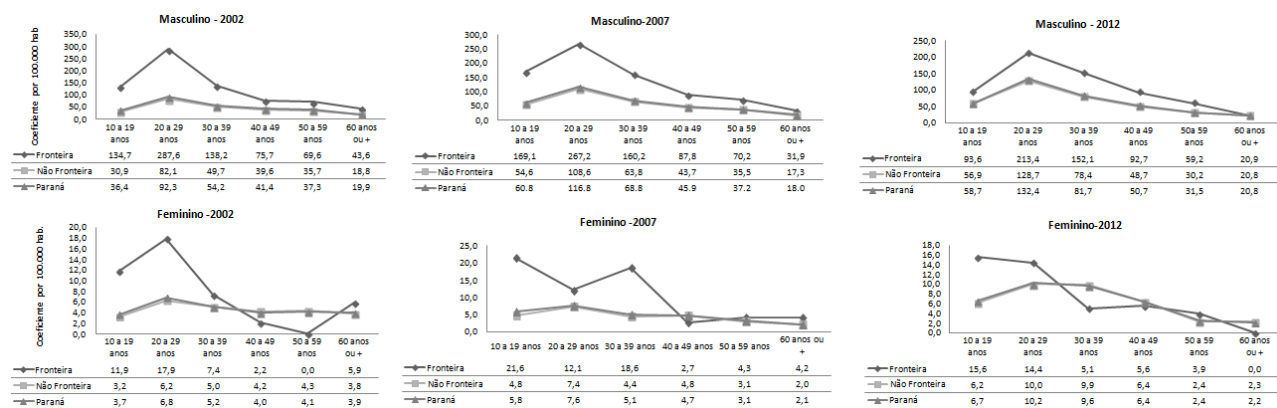 Masculino - 2002
Coeficiente por 100.000 hab
350,0
300,0
250,0
200,0
150,0
100,0
50,0
0,0
10 a 19 anos 20 a 29 anos 30 a 39 anos 40 a 49 anos 50 a 59 anos 60 anos ou +
Fronteira 134,7 287,6 138,2 75,7 69,6 43,6
Não Fronteira 30,9 82,1 49,7 39,6 35,7 18,8
Paraná 36,4 92,3 54,2 41,4 37,3 19,9
Masculino -2007
300,0
250,0
200,0
150,0
100,0
50,0
0,0
10 a 19 anos 20 a 29 anos 30 a 39 anos 40 a 49 anos 50 a 59 anos 60 anos ou +
Fronteira 169,1 267,2 160,2 87,8 70,2 31,9
Não Fronteira 54,6 108,6 63,8 43,7 35,5 17,3
Paraná 60.8 116.8 68.8 45.9 37.2 18.0
Masculino - 2012
250,0
200,0
150,0
100,0
50,0
0,0
10 a 19 anos 20 a 29 anos 30 a 39 anos 40 a 49 anos 50a 59 anos 60 anos ou +
Fronteira 93,6 213,4 152,1 92,7 59,2 20,9
Não Fronteira 56,9 128,7 78,4 48,7 30,2 20,8
Paraná 58,7 132,4 81,7 50,7 31,5 20,8
Feminino -2002
Coeficiente por 100.000 hab.
20,0
18,0
16,0
14,0
12,0
10,0
8,0
6,0
4,0
2,0
0,0
10 a 19 anos 20 a 29 anos 30 a 39 anos 40 a 49 anos 50 a 59 anos 60 anos ou +
Fronteira 11,9 17,9 7,4 2,2 0,0 5,9
Não Fronteira 3,2 6,2 5,0 4,2 4,3 3,8
Paraná 3,7 6,8 5,2 4,0 4,1 3,9
Feminino -2007
25,0
20,0
15,0
10,0
5,0
0,0
10 a 19 anos 20 a 29 anos 30 a 39 anos 40 a 49 anos 50 a 59 anos 60 anos ou +
Fronteira 21,6 12,1 18,6 2,7 4,3 4,2
Não Fronteira 4,8 7,4 4,4 4,8 3,1 2,0
Paraná 5,8 7,6 5,1 4,7 3,1 2,1
Feminino-2012
18,0
16,0
14,0
12,0
10,0
8,0
6,0
4,0
2,0
0,0
10 a 19 anos 20 a 29 anos 30 a 39 anos 40 a 49 anos 50 a 59 anos 60 anos ou +
Fronteira 15,6 14,4 5,1 5,6 3,9 0,0
Não Fronteira 6,2 10,0 9,9 6,4 2,4 2,3
Paraná 6,7 10,2 9,6 6,4 2,4 2,2